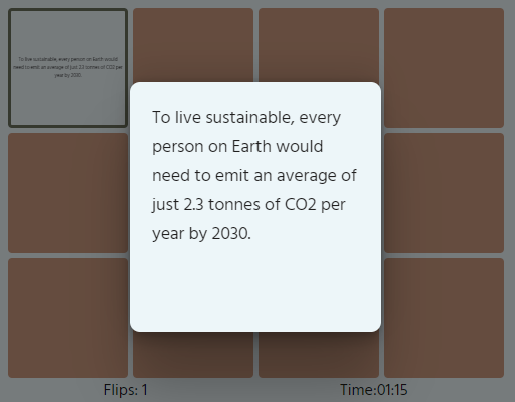 To live sustainable, every person on Earth would
need to emit an average of just 2.3 tonnes of CO2 per
year by 2030.
To live sustainable, every
person on Earth would
need to emit an average of
just 2.3 tonnes of CO2 per
year by 2030.
Flips: 1
Time:01:15